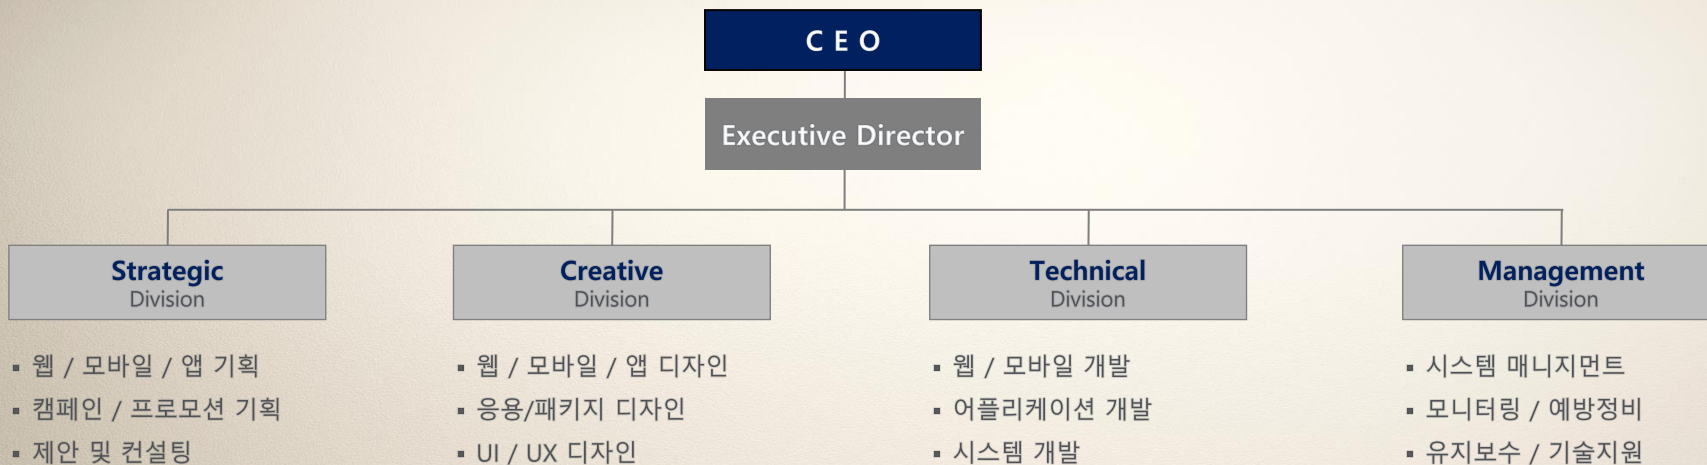 CEO
Executive Director
Strategic
Division
Creative
Division
Technical
Division
Management
Division
▪ 웹 / 모바일 / 앱 기획
▪ 캠페인 / 프로모션 기획
▪ 제안 및 컨설팅
▪ 웹 / 모바일 / 앱 디자인
▪ 응용/패키지 디자인
▪ UI / UX 디자인
▪ 웹 / 모바일 개발
▪ 어플리케이션 개발
▪ 시스템 개발
▪ 시스템 매니지먼트
▪ 모니터링 / 예방정비
▪ 유지보수 / 기술지원